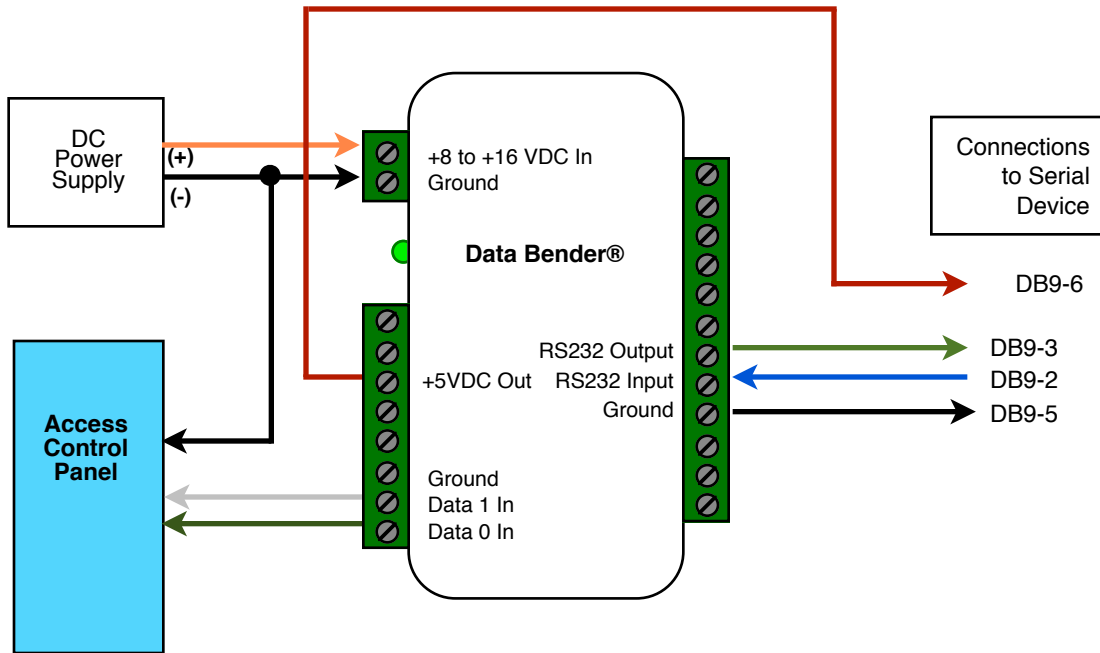 DC
Power
Supply
(+)
(-)
+8 to +16 VDC In
Ground
Data Bender®
Connections
to Serial
Device
DB9-6
RS232 Output
DB9-3
+5VDC Out
RS232 Input
DB9-2
Ground
DB9-5
Access
Control
Panel
Ground
Data 1 In
Data 0 In